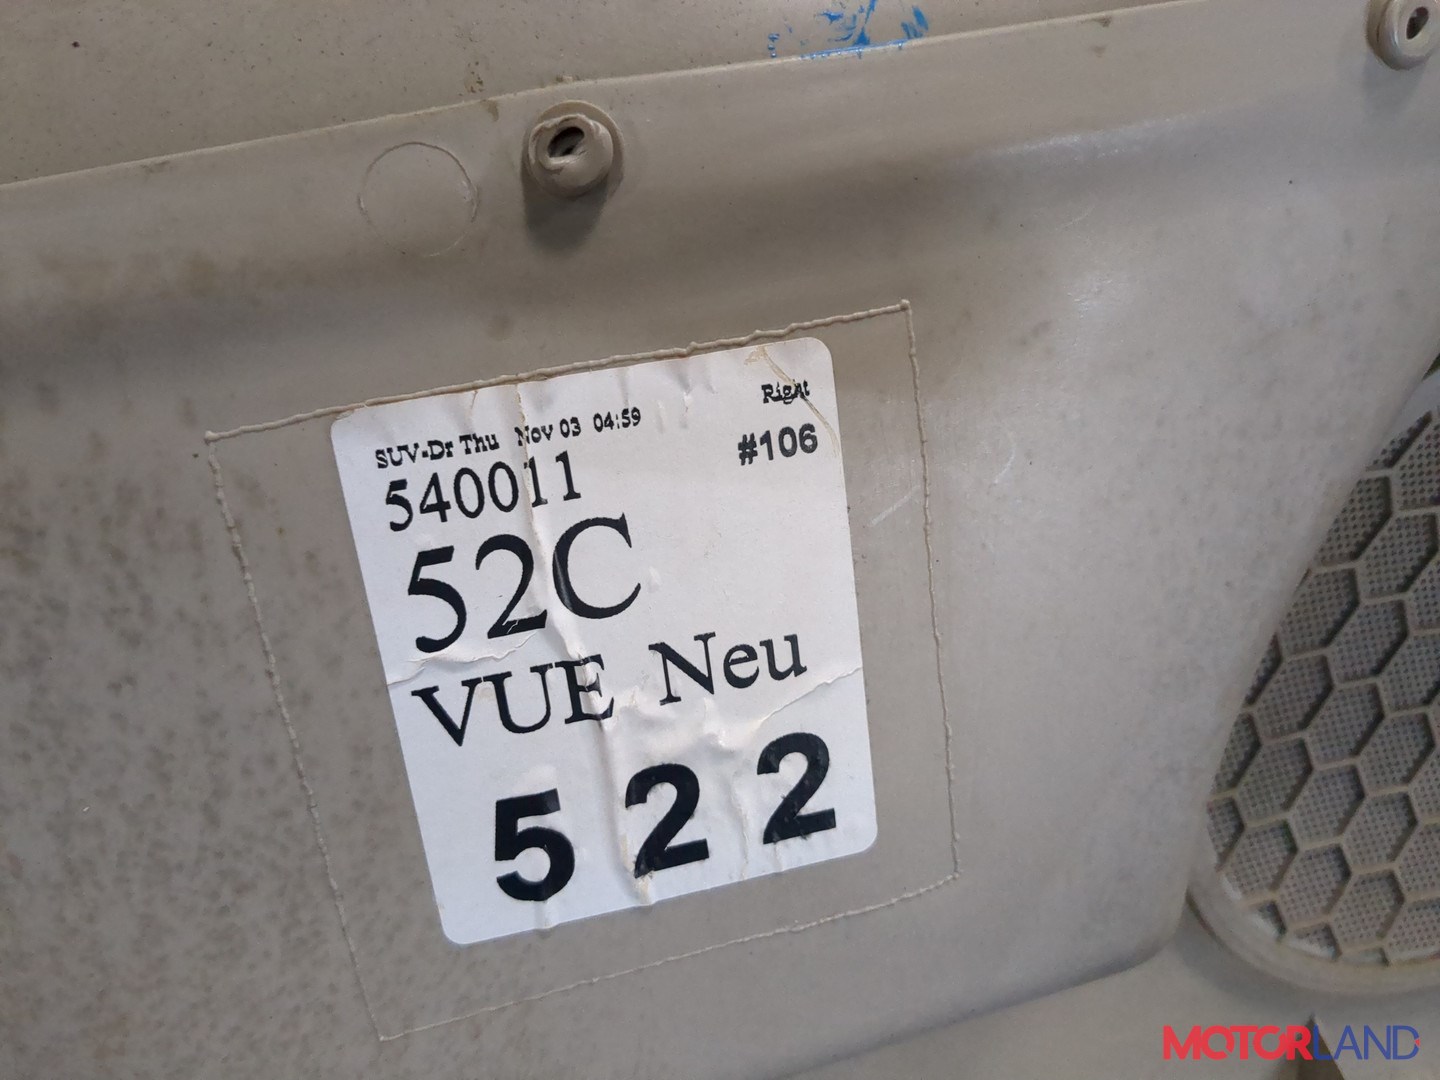 SUV-Dr Thu Nov 03 04:59 Right
540011 #106
52C
VUE Neu
522
MOTORLAND